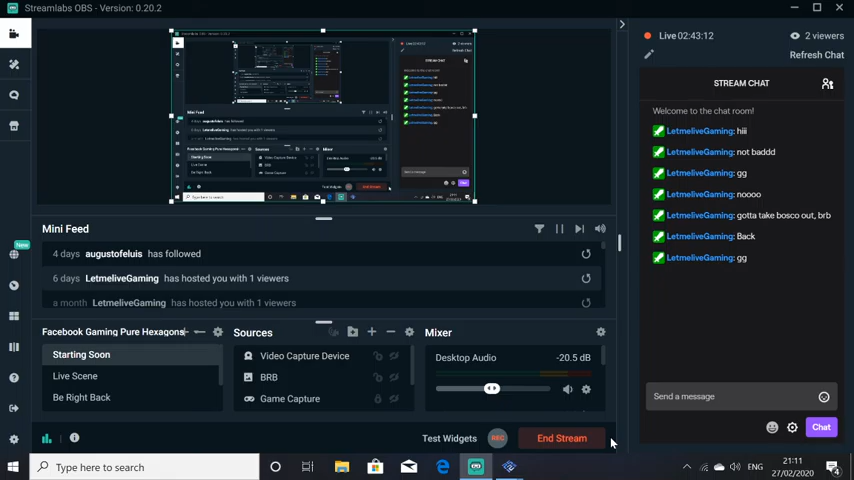 Streamlabs OBS - Version: 0.20.2
Live 02:43:12
2 viewers
Refresh Chat
STREAM CHAT
Welcome to the chat room!
LetmeliveGaming: hiii
LetmeliveGaming: not baddd
LetmeliveGaming: gg
LetmeliveGaming: noooo
LetmeliveGaming: gotta take bosco out, brb
LetmeliveGaming: Back
LetmeliveGaming: gg
Send a message
Chat
Mini Feed
4 days augustofeluis has followed
6 days LetmeliveGaming has hosted you with 1 viewers
a month LetmeliveGaming has hosted you with 1 viewers
New
Facebook Gaming Pure Hexagons
Starting Soon
Live Scene
Be Right Back
Sources
Video Capture Device
BRB
Game Capture
Mixer
Desktop Audio -20.5 dB
Test Widgets
REC
End Stream
Type here to search
ENG
21:11
27/02/2020
4